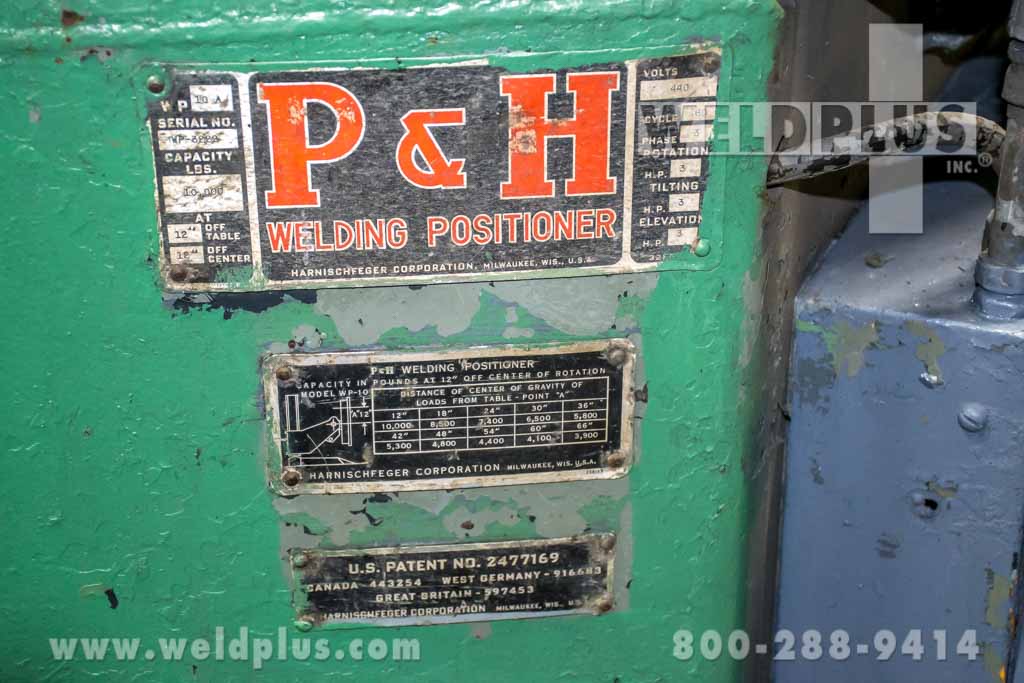 WP 10 A
SERIAL NO.
CAPACITY
LBS.
10,000
AT
12" OFF TABLE
OFF CENTER
P & H
WELDING POSITIONER
HARNISCHFEGER CORPORATION, MILWAUKEE, WIS., U.S.A.
VOLTS
440
CYCLE 60
PHASE 3
ROTATION
H.P. 3
TILTING
H.P. 3
ELEVATION
H.P. 3
WELDPLUS
INC.®
P&H WELDING POSITIONER
CAPACITY IN POUNDS AT 12" OFF CENTER OF ROTATION
MODEL WP-10
DISTANCE OF CENTER OF GRAVITY OF
LOADS FROM TABLE - POINT "A"
"A" 12"
12" 18" 24" 30" 36"
10,000 8,500 7,400 6,500 5,800
42" 48" 54" 60" 66"
5,300 4,800 4,400 4,100 3,900
HARNISCHFEGER CORPORATION MILWAUKEE, WIS. U.S.A.
U.S. PATENT NO. 2477169
CANADA 443254 WEST GERMANY - 916683
GREAT BRITAIN - 597453
HARNISCHFEGER CORPORATION MILWAUKEE, WIS., U.S.
www.weldplus.com
800-288-9414